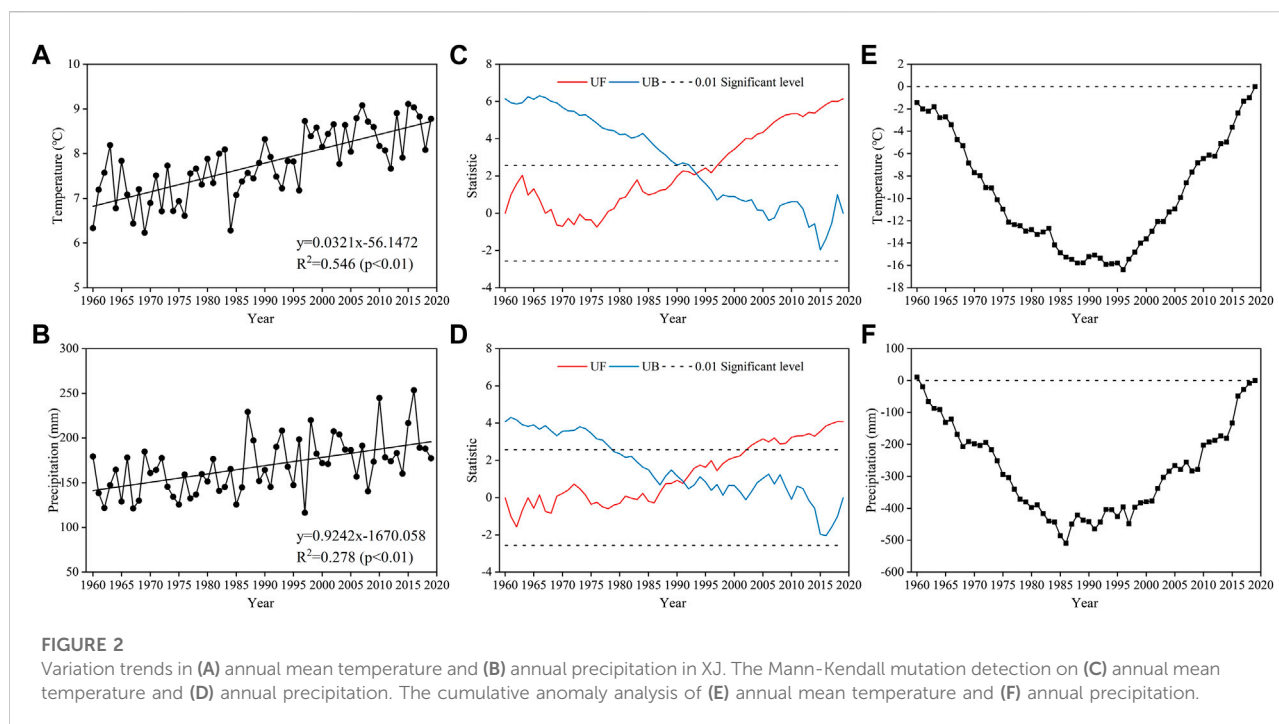 A
10
9
8
7
6
5
Temperature (°C)
1960 1965 1970 1975 1980 1985 1990 1995 2000 2005 2010 2015 2020
Year
y=0.0321x-56.1472
R²=0.546 (p<0.01)
C
8
6
4
2
0
-2
-4
Statistic
UF UB 0.01 Significant level
1960 1965 1970 1975 1980 1985 1990 1995 2000 2005 2010 2015 2020
Year
E
2
0
-2
-4
-6
-8
-10
-12
-14
-16
-18
Temperature (°C)
1960 1965 1970 1975 1980 1985 1990 1995 2000 2005 2010 2015 2020
Year
B
300
250
200
150
100
50
Precipitation (mm)
1960 1965 1970 1975 1980 1985 1990 1995 2000 2005 2010 2015 2020
Year
y=0.9242x-1670.058
R²=0.278 (p<0.01)
D
8
6
4
2
0
-2
-4
Statistic
UF UB 0.01 Significant level
1960 1965 1970 1975 1980 1985 1990 1995 2000 2005 2010 2015 2020
Year
F
100
0
-100
-200
-300
-400
-500
-600
Precipitation (mm)
1960 1965 1970 1975 1980 1985 1990 1995 2000 2005 2010 2015 2020
Year
FIGURE 2
Variation trends in (A) annual mean temperature and (B) annual precipitation in XJ. The Mann-Kendall mutation detection on (C) annual mean
temperature and (D) annual precipitation. The cumulative anomaly analysis of (E) annual mean temperature and (F) annual precipitation.